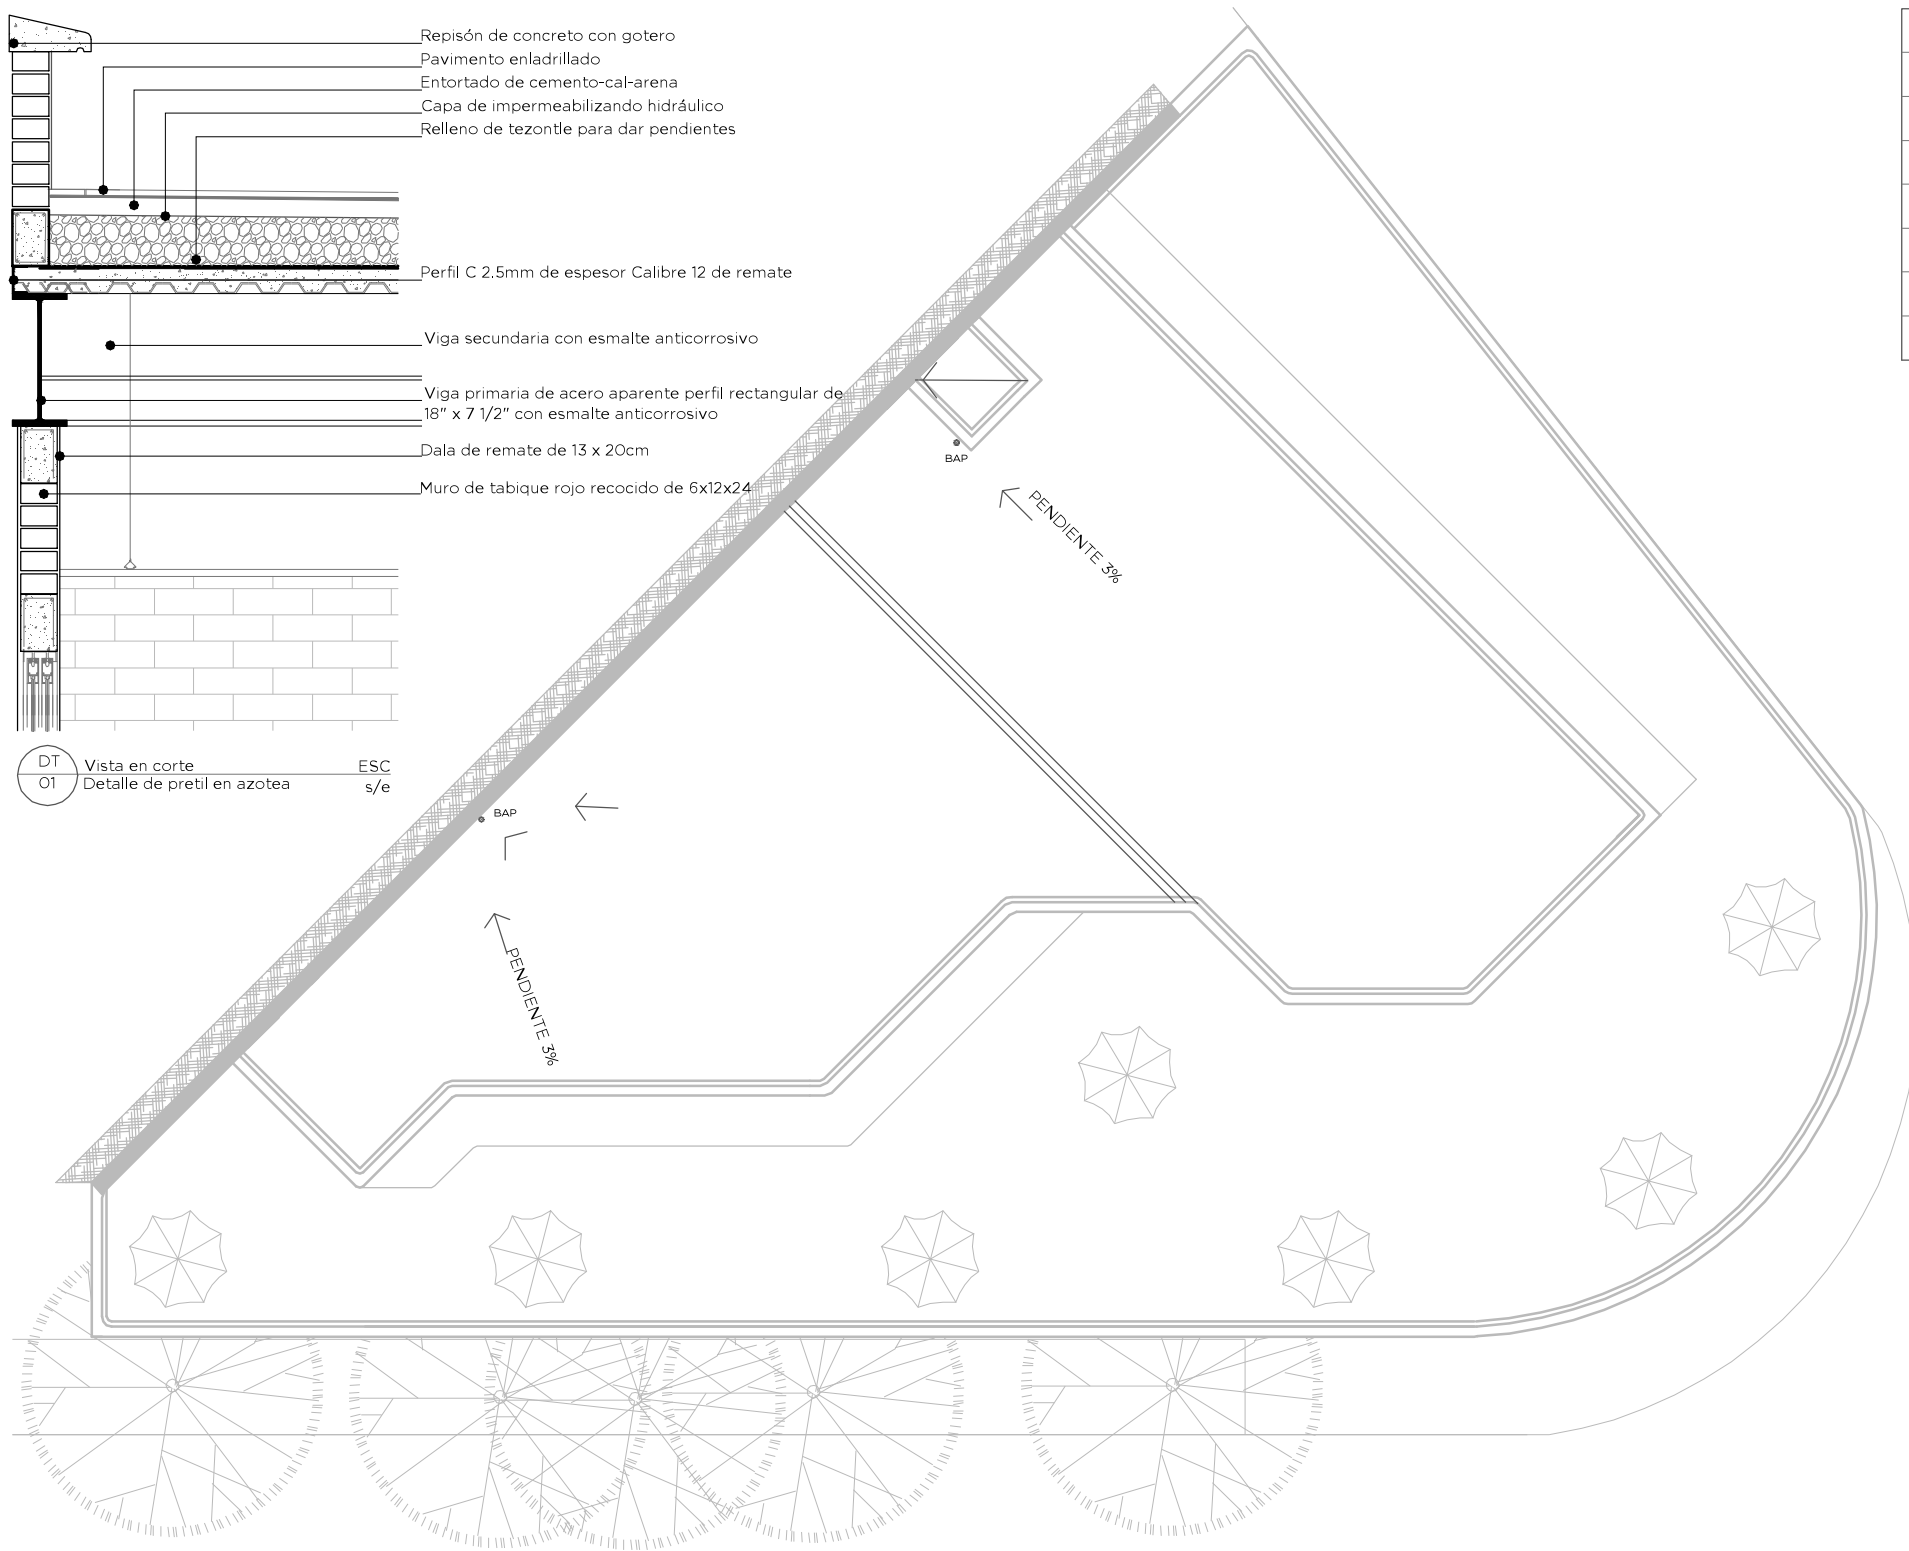 Repisón de concreto con gotero
Pavimento enladrillado
Entortado de cemento-cal-arena
Capa de impermeabilizando hidráulico
Relleno de tezontle para dar pendientes
Perfil C 2.5mm de espesor Calibre 12 de remate
Viga secundaria con esmalte anticorrosivo
Viga primaria de acero aparente perfil rectangular de
18" x 7 1/2" con esmalte anticorrosivo
Dala de remate de 13 x 20cm
Muro de tabique rojo recocido de 6x12x24
DT
01
Vista en corte
Detalle de pretil en azotea
ESC
s/e
BAP
PENDIENTE 3%
BAP
PENDIENTE 3%